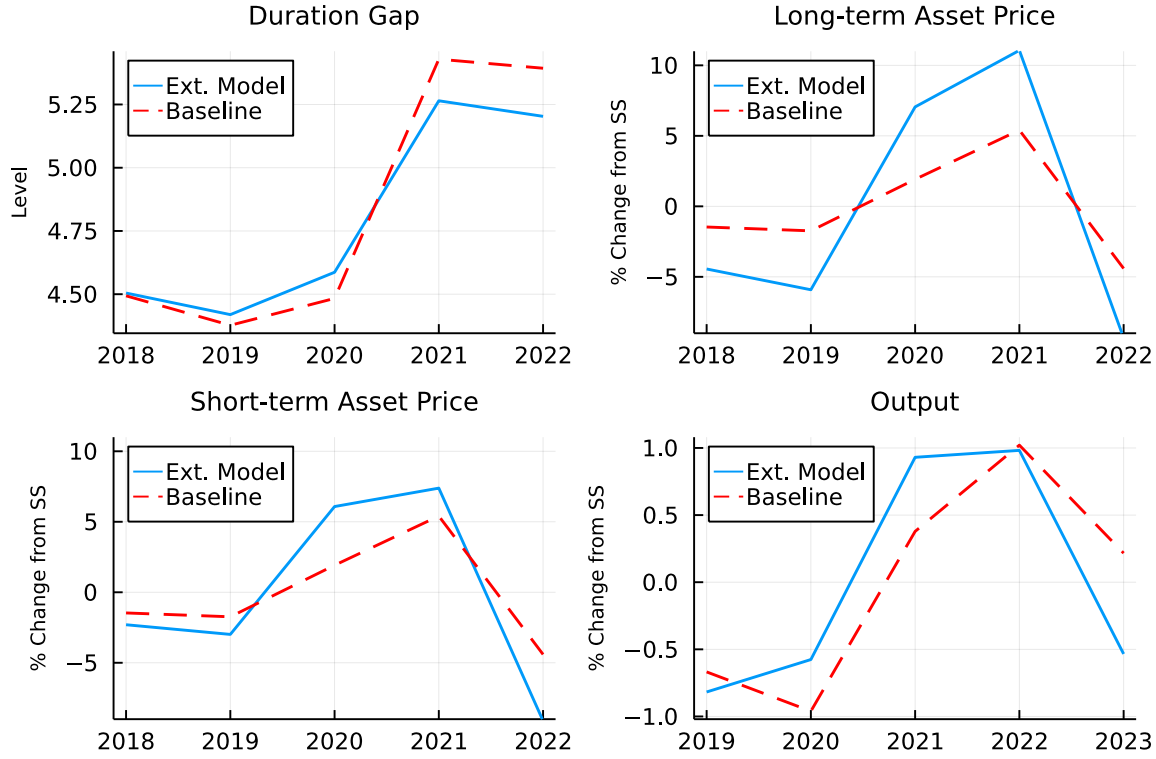 Duration Gap
Ext. Model
Baseline
Level
5.25
5.00
4.75
4.50
2018 2019 2020 2021 2022
Long-term Asset Price
Ext. Model
Baseline
% Change from SS
10
5
0
−5
2018 2019 2020 2021 2022
Short-term Asset Price
Ext. Model
Baseline
% Change from SS
10
5
0
−5
2018 2019 2020 2021 2022
Output
Ext. Model
Baseline
% Change from SS
1.0
0.5
0.0
−0.5
−1.0
2019 2020 2021 2022 2023